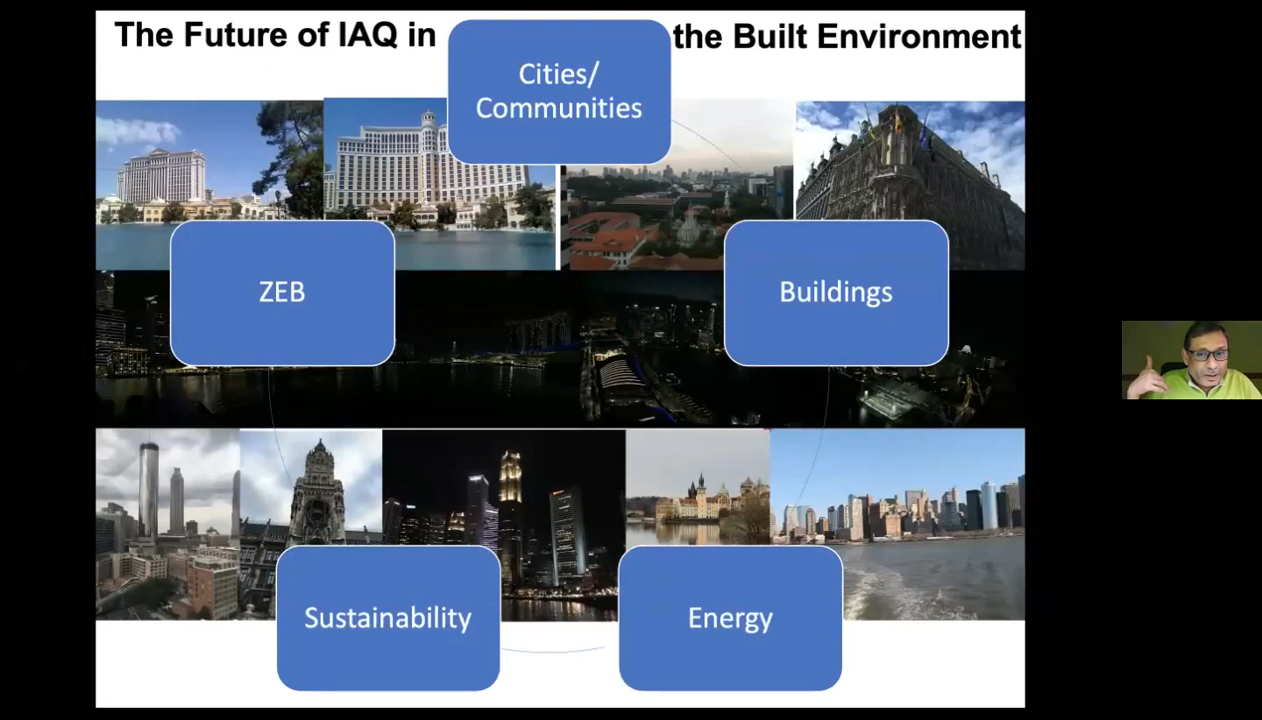 The Future of IAQ in the Built Environment
Cities/
Communities
ZEB
Buildings
Sustainability
Energy